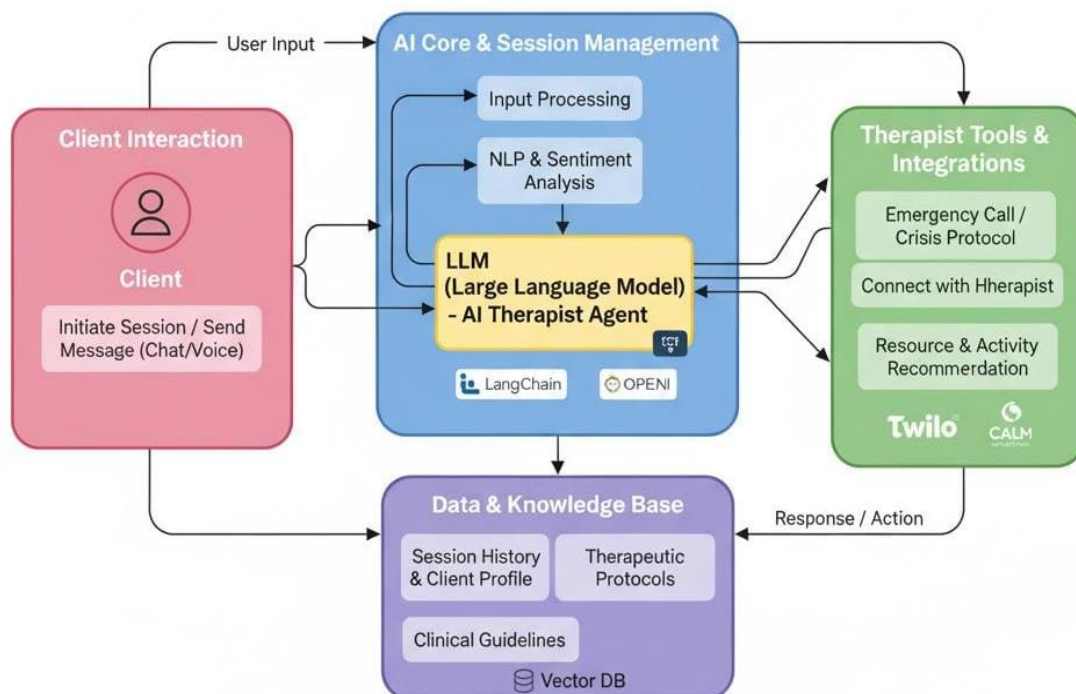 User Input
AI Core & Session Management
Input Processing
NLP & Sentiment
Analysis
LLM
(Large Language Model)
- AI Therapist Agent
LangChain
OPENI
Client Interaction
Client
Initiate Session / Send
Message (Chat/Voice)
Therapist Tools &
Integrations
Emergency Call /
Crisis Protocol
Connect with Hherapist
Resource & Activity
Recommerdation
Twilo
CALM
Data & Knowledge Base
Session History
& Client Profile
Therapeutic
Protocols
Clinical Guidelines
Vector DB
Response / Action